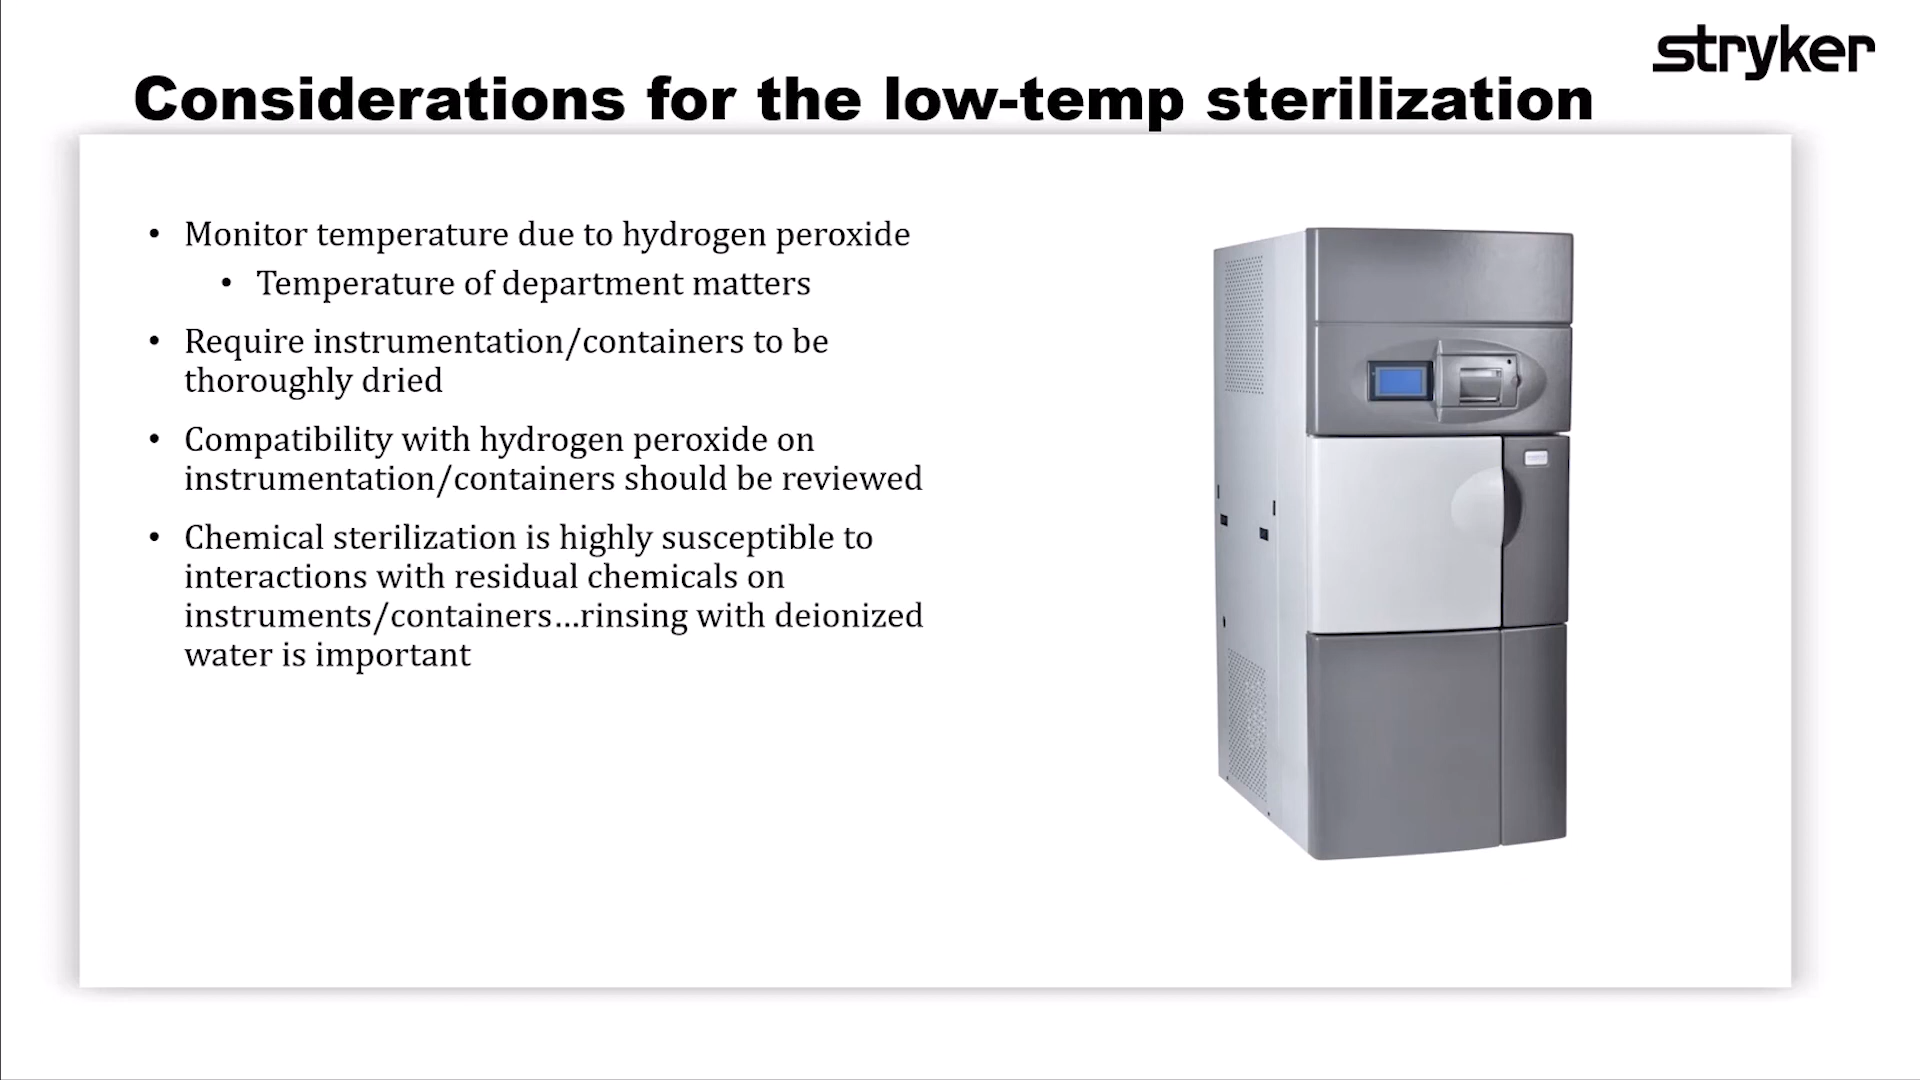 stryker
Considerations for the low-temp sterilization
• Monitor temperature due to hydrogen peroxide
• Temperature of department matters
• Require instrumentation/containers to be
thoroughly dried
• Compatibility with hydrogen peroxide on
instrumentation/containers should be reviewed
• Chemical sterilization is highly susceptible to
interactions with residual chemicals on
instruments/containers…rinsing with deionized
water is important